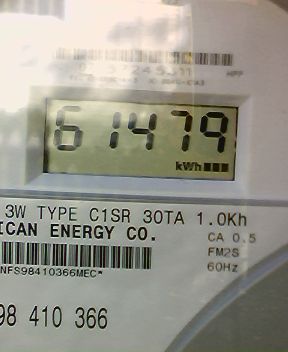 61479
kWh
3W TYPE C1SR 30TA 1.0Kh
ICAN ENERGY CO.
CA 0.5
FM2S
60Hz
NFS98410366MEC*
98 410 366